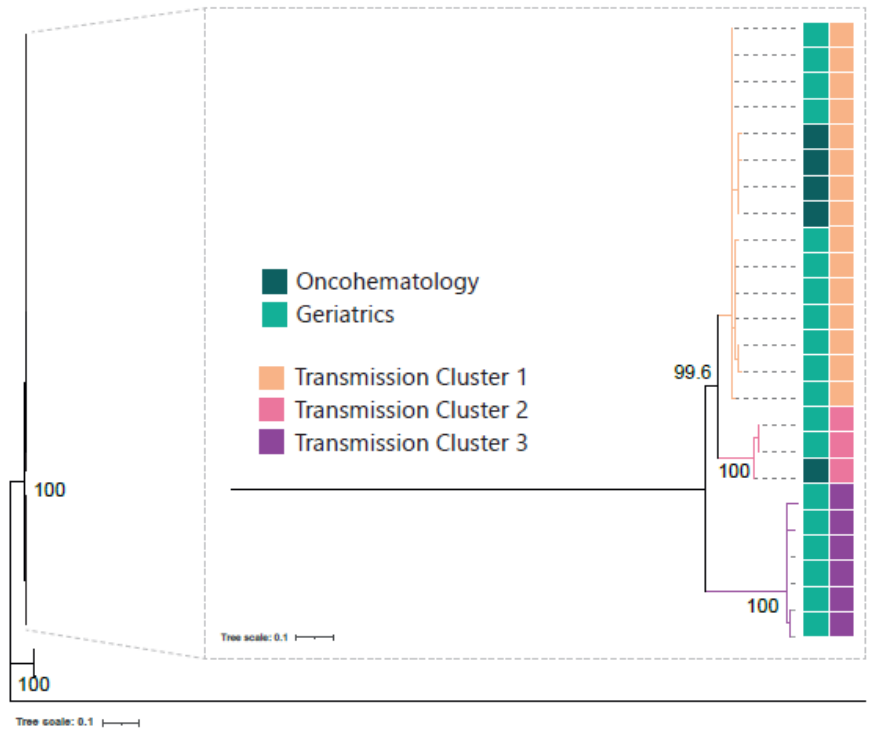 Oncohematology
Geriatrics
Transmission Cluster 1
99.6
Transmission Cluster 2
Transmission Cluster 3
100
100
100
Tree scale: 0.1
100
Tree scale: 0.1